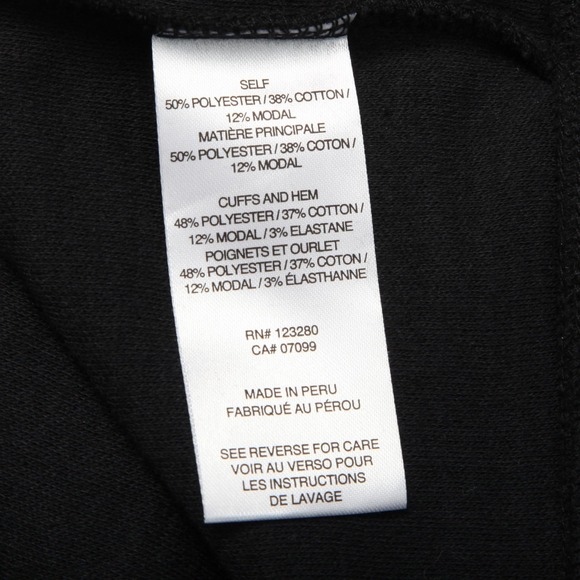 SELF
50% POLYESTER / 38% COTTON /
12% MODAL
MATIÈRE PRINCIPALE
50% POLYESTER / 38% COTON /
12% MODAL
CUFFS AND HEM
48% POLYESTER / 37% COTTON /
12% MODAL / 3% ELASTANE
POIGNETS ET OURLET
48% POLYESTER / 37% COTON /
12% MODAL / 3% ÉLASTHANNE
RN# 123280
CA# 07099
MADE IN PERU
FABRIQUÉ AU PÉROU
SEE REVERSE FOR CARE
VOIR AU VERSO POUR
LES INSTRUCTIONS
DE LAVAGE